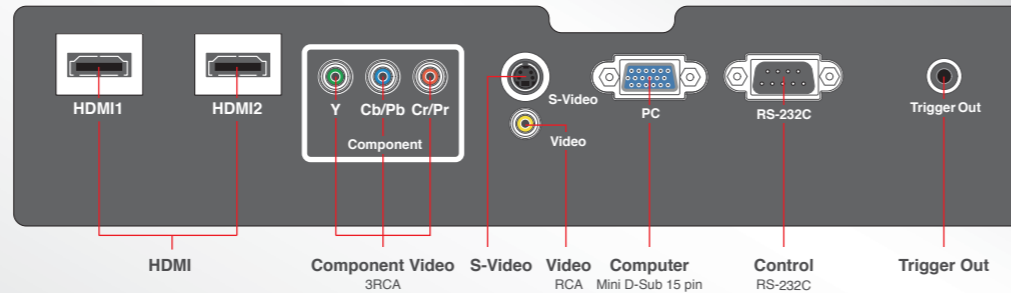 HDMI1
HDMI2
Y Cb/Pb Cr/Pr
Component
S-Video
Video
PC
RS-232C
Trigger Out
HDMI
Component Video
3RCA
S-Video
Video
RCA
Computer
Mini D-Sub 15 pin
Control
RS-232C
Trigger Out